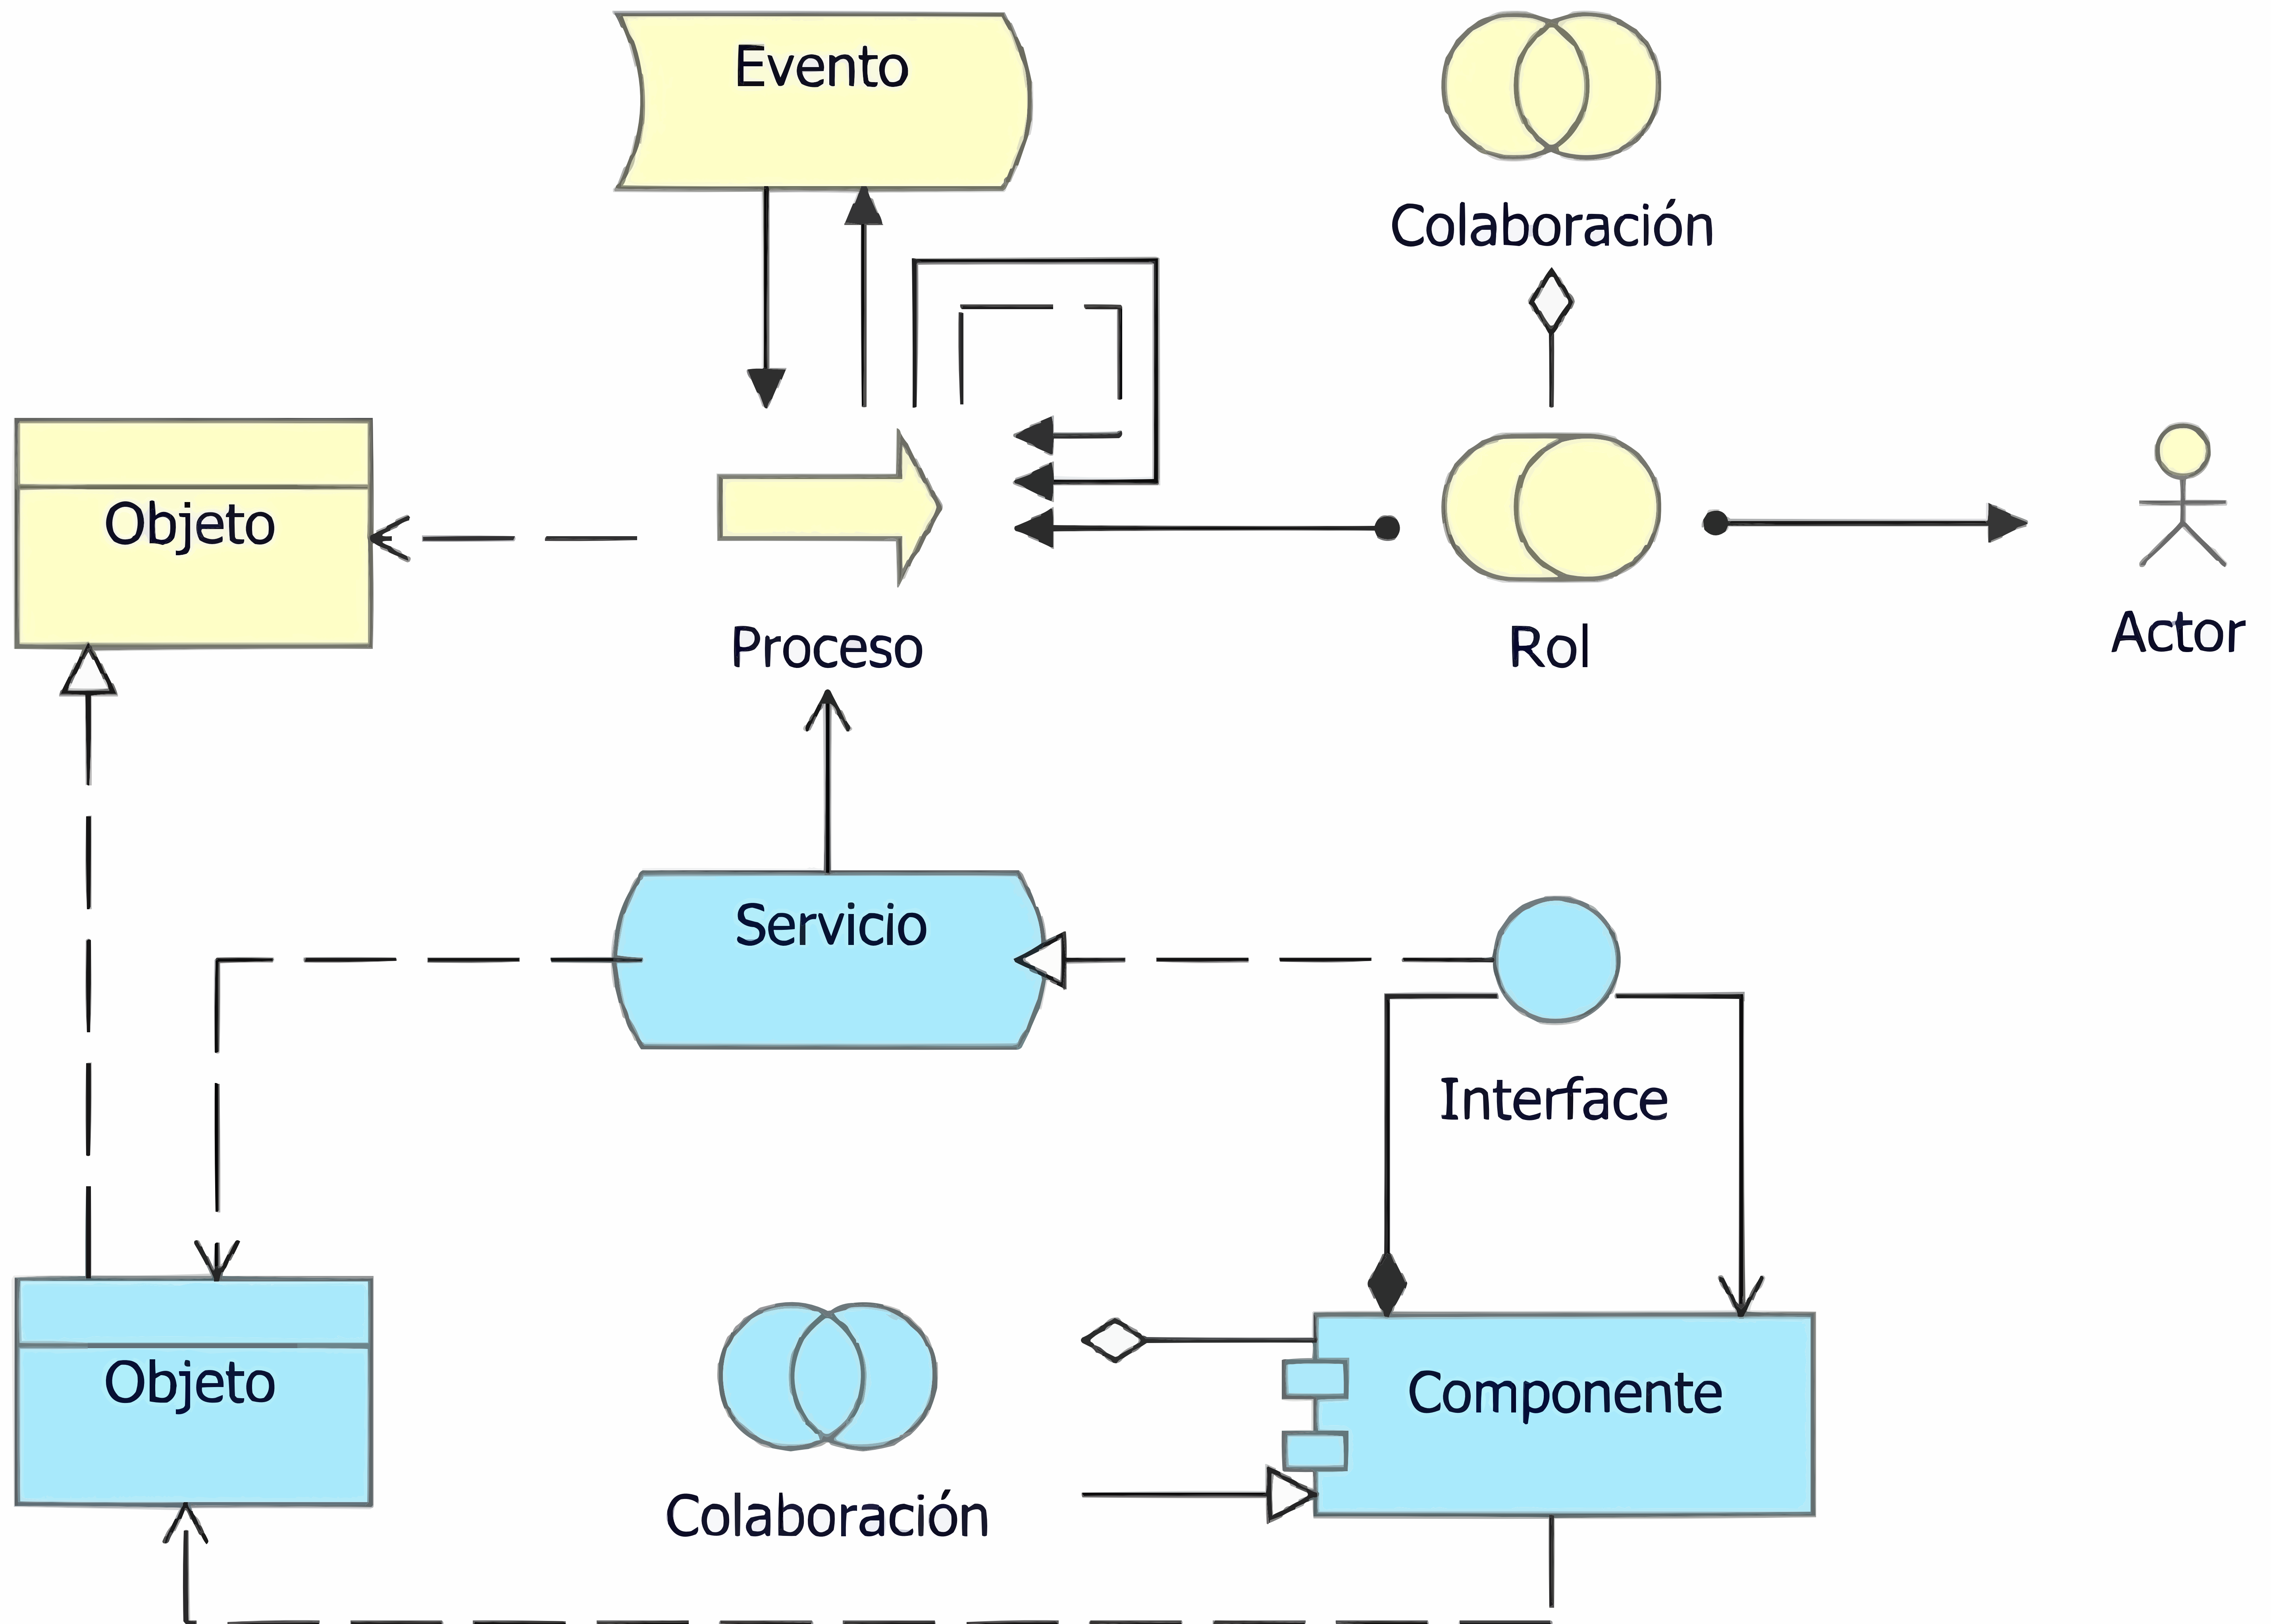 Evento
Colaboración
Objeto
Proceso
Rol
Actor
Servicio
Interface
Objeto
Componente
Colaboración